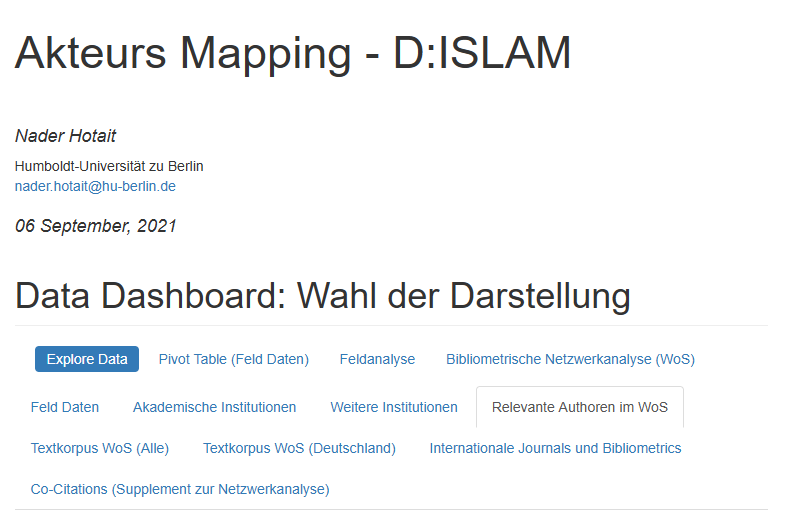 Akteurs Mapping - D:ISLAM
Nader Hotait
Humboldt-Universität zu Berlin
nader.hotait@hu-berlin.de
06 September, 2021
Data Dashboard: Wahl der Darstellung
Explore Data Pivot Table (Feld Daten) Feldanalyse Bibliometrische Netzwerkanalyse (WoS)
Feld Daten Akademische Institutionen Weitere Institutionen Relevante Authoren im WoS
Textkorpus WoS (Alle) Textkorpus WoS (Deutschland) Internationale Journals und Bibliometrics
Co-Citations (Supplement zur Netzwerkanalyse)